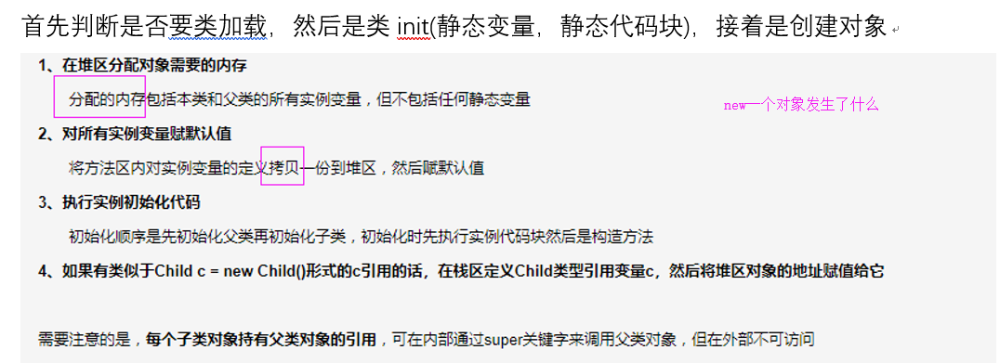 首先判断是否要类加载，然后是类 init(静态变量，静态代码块)，接着是创建对象
1、在堆区分配对象需要的内存
分配的内存包括本类和父类的所有实例变量，但不包括任何静态变量
new一个对象发生了什么
2、对所有实例变量赋默认值
将方法区内对实例变量的定义拷贝一份到堆区，然后赋默认值
3、执行实例初始化代码
初始化顺序是先初始化父类再初始化子类，初始化时先执行实例代码块然后是构造方法
4、如果有类似于Child c = new Child()形式的c引用的话，在栈区定义Child类型引用变量c，然后将堆区对象的地址赋值给它
需要注意的是，每个子类对象持有父类对象的引用，可在内部通过super关键字来调用父类对象，但在外部不可访问